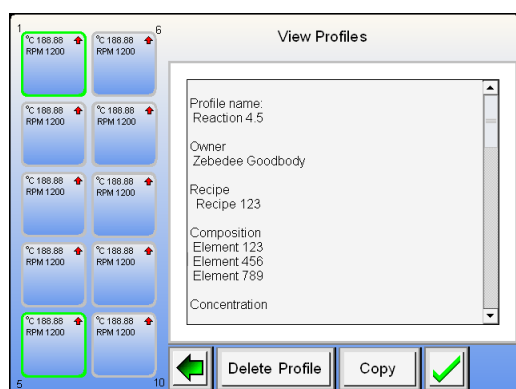 1
6
°C 188.88
RPM 1200
°C 188.88
RPM 1200
°C 188.88
RPM 1200
°C 188.88
RPM 1200
°C 188.88
RPM 1200
°C 188.88
RPM 1200
°C 188.88
RPM 1200
°C 188.88
RPM 1200
°C 188.88
RPM 1200
°C 188.88
RPM 1200
5
10
View Profiles
Profile name:
Reaction 4.5
Owner
Zebedee Goodbody
Recipe
Recipe 123
Composition
Element 123
Element 456
Element 789
Concentration
Delete Profile
Copy